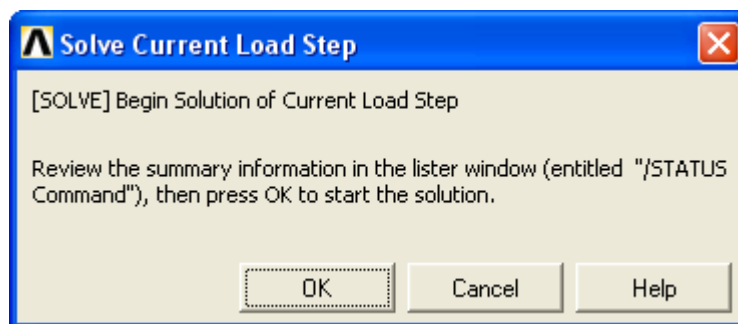 Solve Current Load Step
[SOLVE] Begin Solution of Current Load Step
Review the summary information in the lister window (entitled "/STATUS
Command"), then press OK to start the solution.
OK Cancel Help